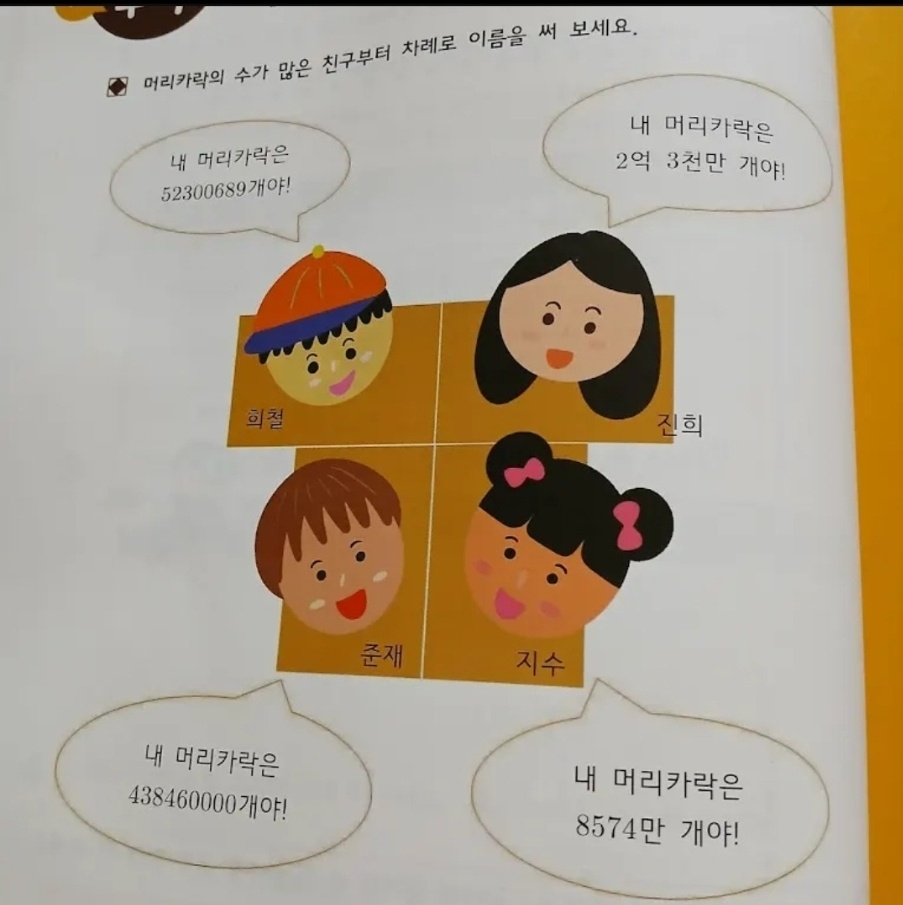 머리카락의 수가 많은 친구부터 차례로 이름을 써 보세요.
내 머리카락은
52300689개야!
내 머리카락은
2억 3천만 개야!
희철
진희
준재
지수
내 머리카락은
438460000개야!
내 머리카락은
8574만 개야!